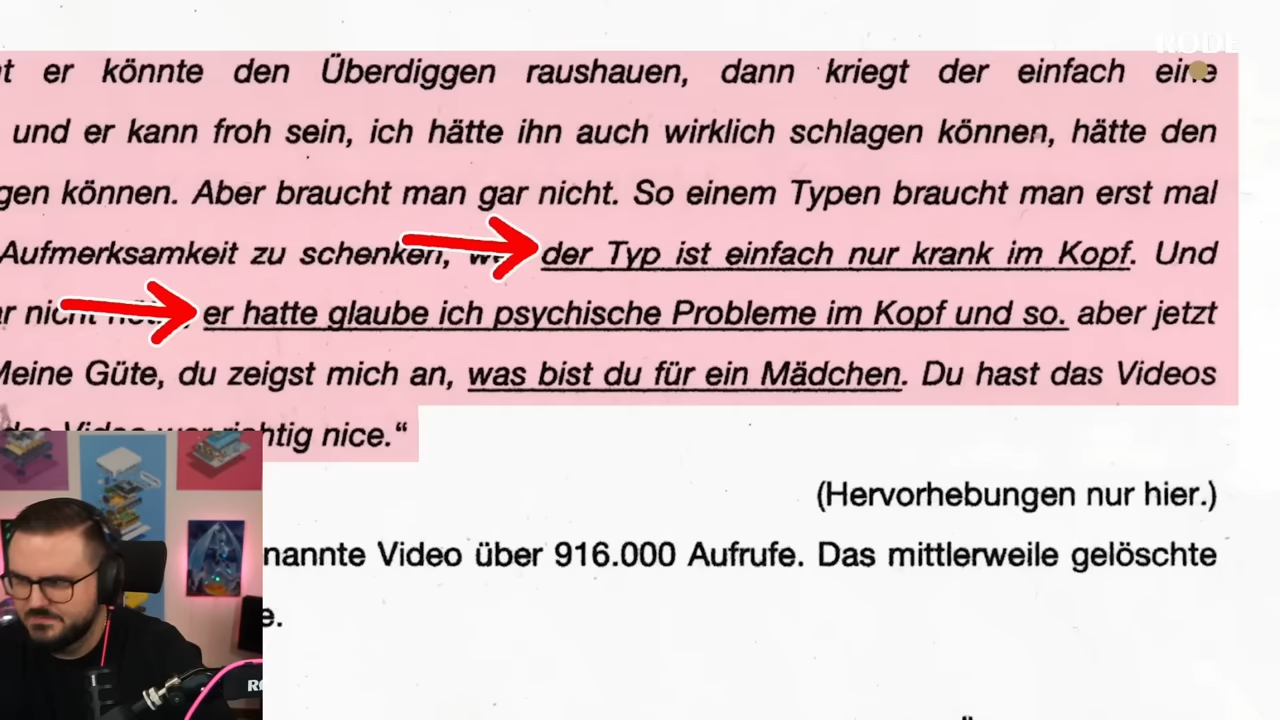 RØDE
er könnte den Überdiggen raushauen, dann kriegt der einfach eine
und er kann froh sein, ich hätte ihn auch wirklich schlagen können, hätte den
gen können. Aber braucht man gar nicht. So einem Typen braucht man erst mal
Aufmerksamkeit zu schenken, der Typ ist einfach nur krank im Kopf. Und
er hatte glaube ich psychische Probleme im Kopf und so. aber jetzt
Meine Güte, du zeigst mich an, was bist du für ein Mädchen. Du hast das Videos
das Video war richtig nice.“
(Hervorhebungen nur hier.)
nannte Video über 916.000 Aufrufe. Das mittlerweile gelöschte
e.